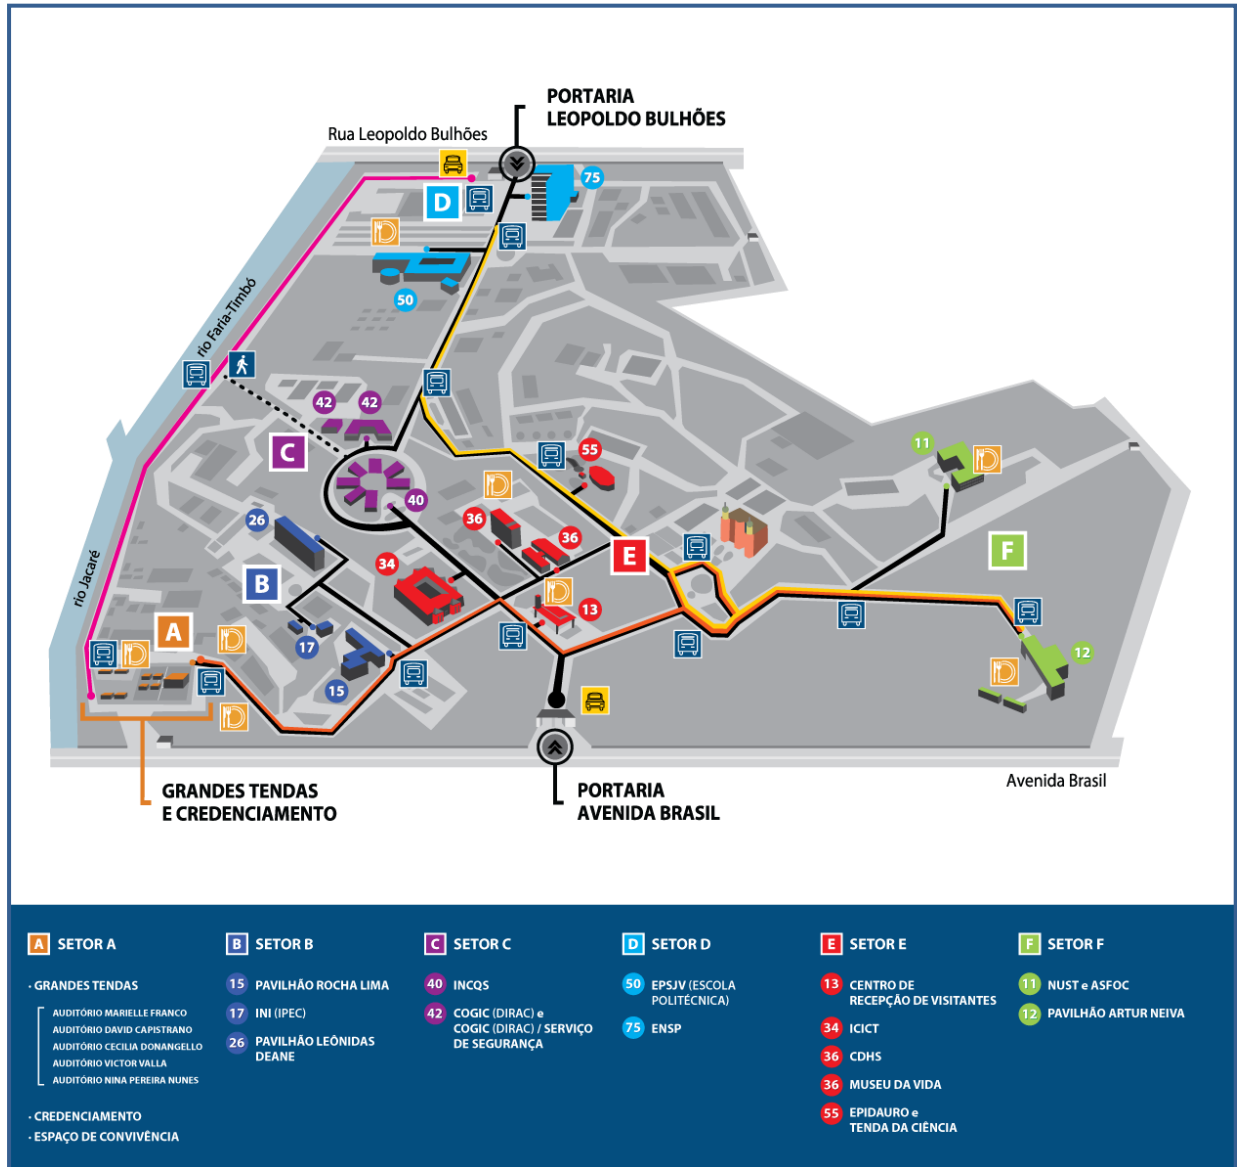 PORTARIA
LEOPOLDO BULHÕES
Rua Leopoldo Bulhões
75
D
50
rio Faria-Timbó
42
42
C
40
55
11
26
36
36
E
F
34
B
13
rio Jacaré
A
17
12
15
GRANDES TENDAS
E CREDENCIAMENTO
PORTARIA
AVENIDA BRASIL
Avenida Brasil
A SETOR A
· GRANDES TENDAS
AUDITÓRIO MARIELLE FRANCO
AUDITÓRIO DAVID CAPISTRANO
AUDITÓRIO CECILIA DONANGELLO
AUDITÓRIO VICTOR VALLA
AUDITÓRIO NINA PEREIRA NUNES
· CREDENCIAMENTO
· ESPAÇO DE CONVIVÊNCIA
B SETOR B
15 PAVILHÃO ROCHA LIMA
17 INI (IPEC)
26 PAVILHÃO LEÔNIDAS
DEANE
C SETOR C
40 INCQS
42 COGIC (DIRAC) e
COGIC (DIRAC) / SERVIÇO
DE SEGURANÇA
D SETOR D
50 EPSJV (ESCOLA
POLITÉCNICA)
75 ENSP
E SETOR E
13 CENTRO DE
RECEPÇÃO DE VISITANTES
34 ICICT
36 CDHS
36 MUSEU DA VIDA
55 EPIDAURO e
TENDA DA CIÊNCIA
F SETOR F
11 NUST e ASFOC
12 PAVILHÃO ARTUR NEIVA